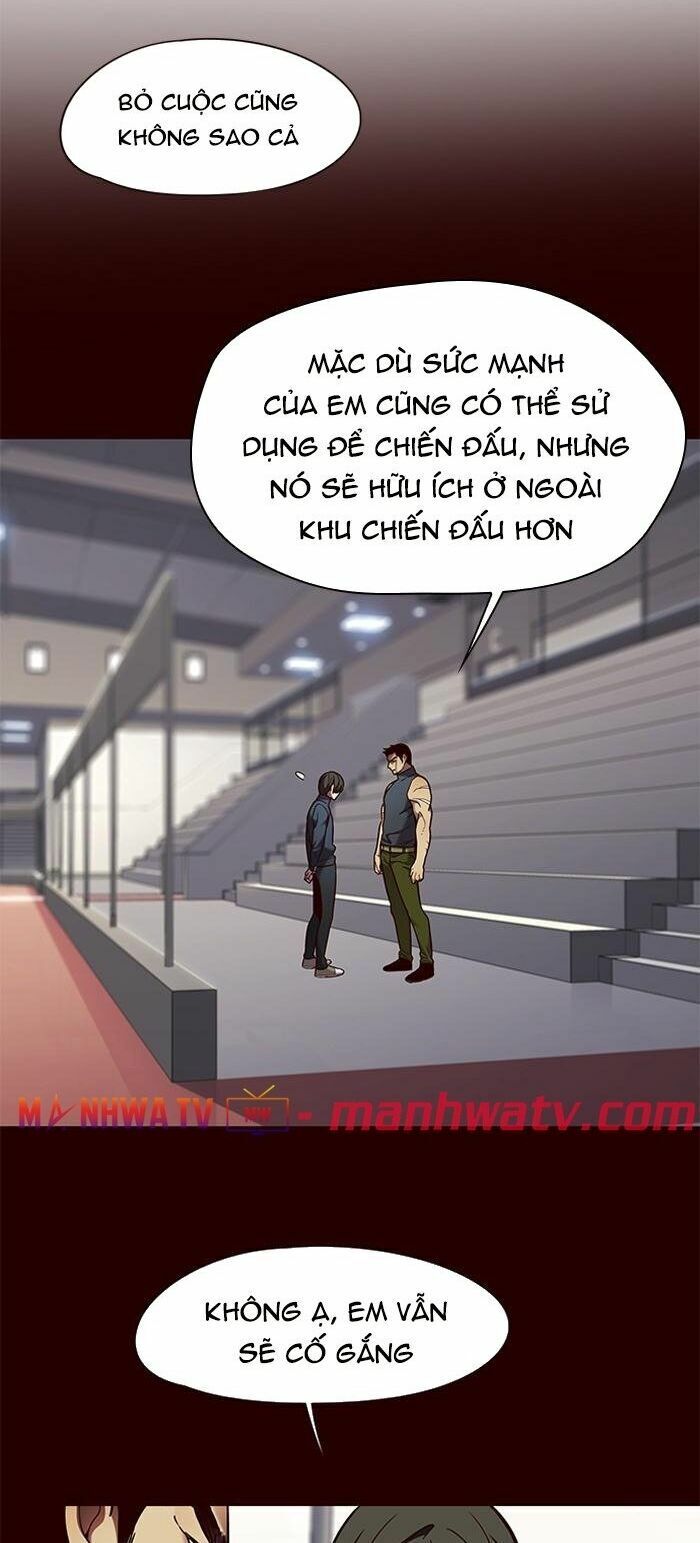 BỎ CUỘC CŨNG
KHÔNG SAO CẢ
MẶC DÙ SỨC MẠNH
CỦA EM CŨNG CÓ THỂ SỬ
DỤNG ĐỂ CHIẾN ĐẤU, NHƯNG
NÓ SẼ HỮU ÍCH Ở NGOÀI
KHU CHIẾN ĐẤU HƠN
MANHWATV MW - manhwatv.com
KHÔNG Ạ, EM VẪN
SẼ CỐ GẮNG